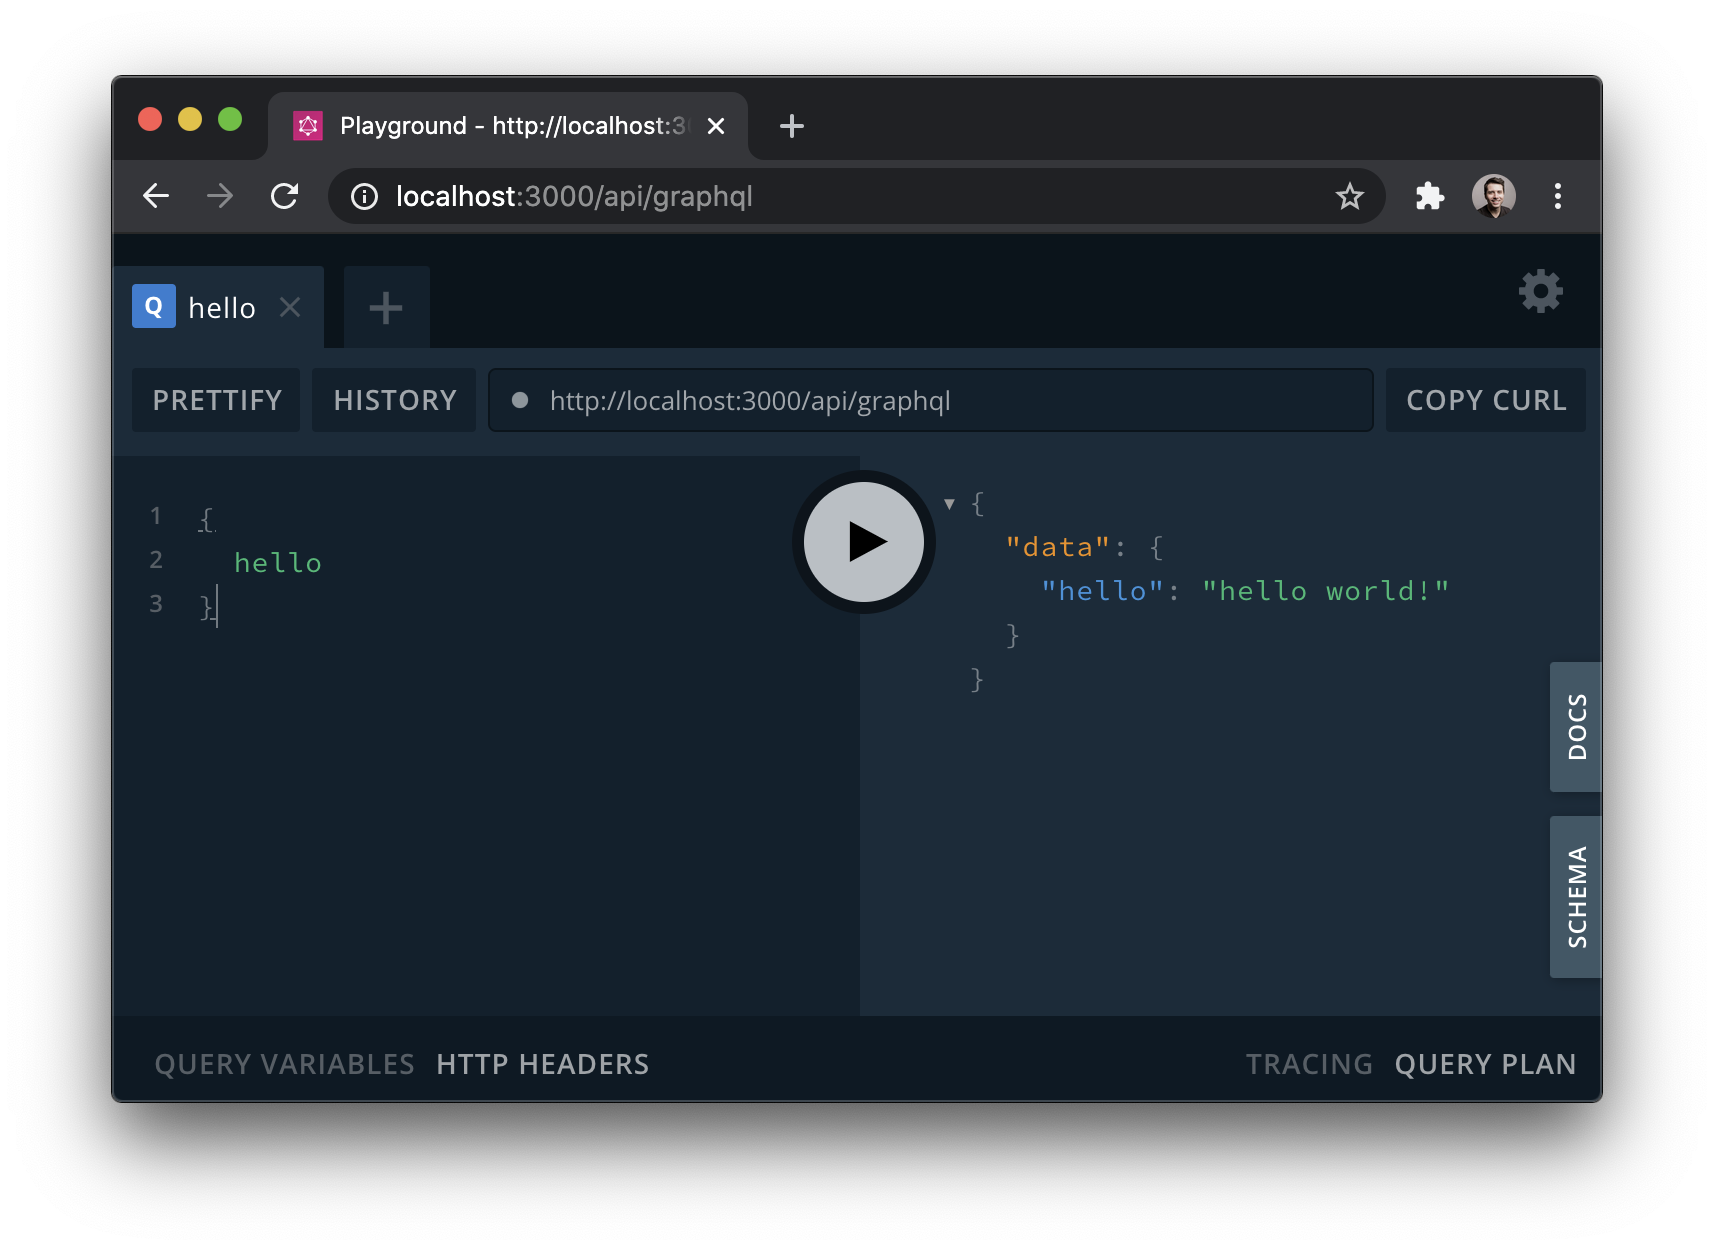 Playground - http://localhost:3
localhost:3000/api/graphql
Q hello
PRETTIFY HISTORY http://localhost:3000/api/graphql COPY CURL
1 {
2 hello
3 }
{
"data": {
"hello": "hello world!"
}
}
DOCS
SCHEMA
QUERY VARIABLES HTTP HEADERS TRACING QUERY PLAN